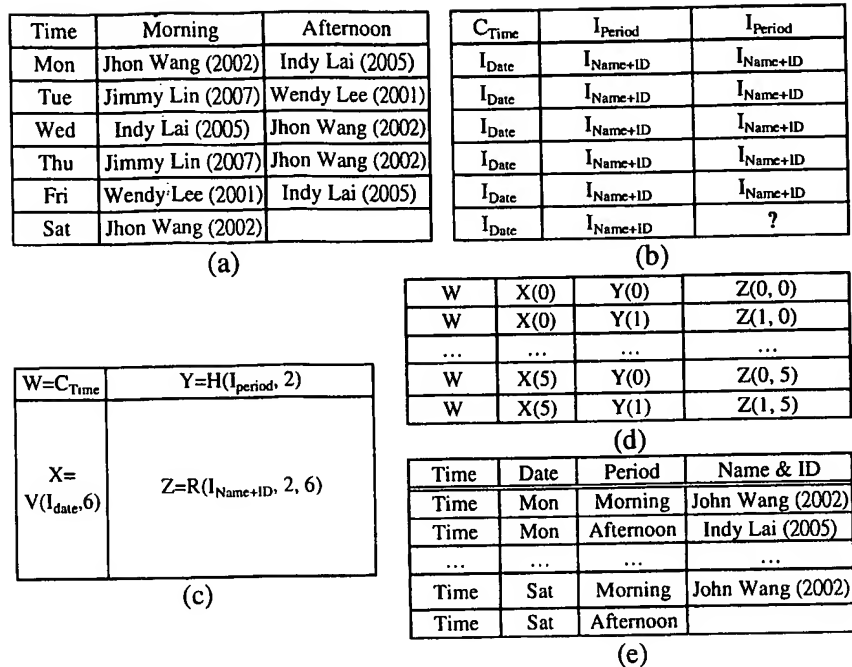 Time Morning Afternoon
Mon Jhon Wang (2002) Indy Lai (2005)
Tue Jimmy Lin (2007) Wendy Lee (2001)
Wed Indy Lai (2005) Jhon Wang (2002)
Thu Jimmy Lin (2007) Jhon Wang (2002)
Fri Wendy Lee (2001) Indy Lai (2005)
Sat Jhon Wang (2002)
(a)
C_Time I_Period I_Period
I_Date I_Name+ID I_Name+ID
I_Date I_Name+ID I_Name+ID
I_Date I_Name+ID I_Name+ID
I_Date I_Name+ID I_Name+ID
I_Date I_Name+ID I_Name+ID
I_Date I_Name+ID ?
(b)
W=C_Time Y=H(I_period, 2)
X=
V(I_date,6) Z=R(I_Name+ID, 2, 6)
(c)
W X(0) Y(0) Z(0, 0)
W X(0) Y(1) Z(1, 0)
... ... ... ...
W X(5) Y(0) Z(0, 5)
W X(5) Y(1) Z(1, 5)
(d)
Time Date Period Name & ID
Time Mon Morning John Wang (2002)
Time Mon Afternoon Indy Lai (2005)
... ... ... ...
Time Sat Morning John Wang (2002)
Time Sat Afternoon
(e)